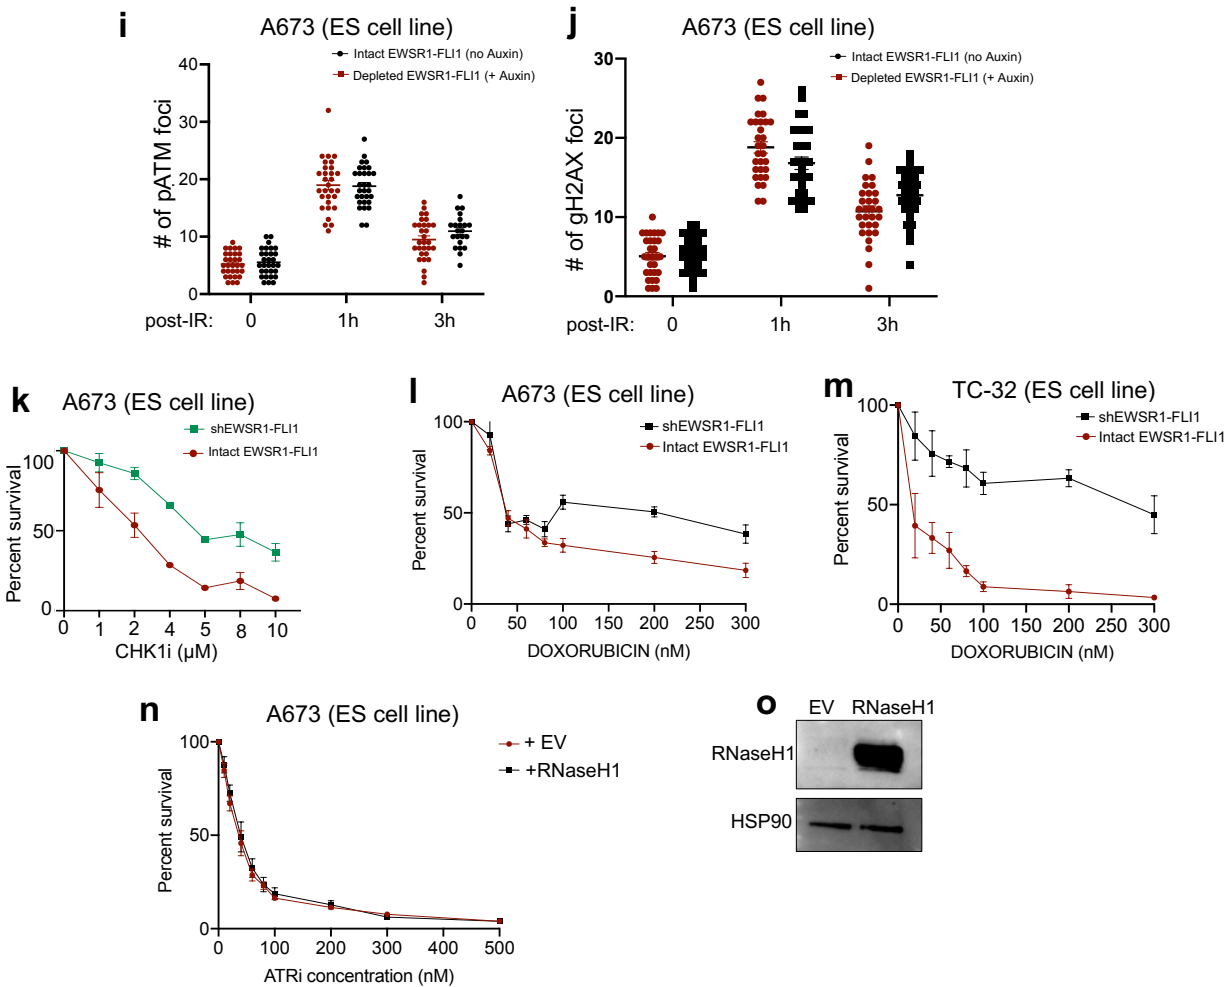 i
A673 (ES cell line)
Intact EWSR1-FLI1 (no Auxin)
Depleted EWSR1-FLI1 (+ Auxin)
# of pATM foci
40
30
20
10
0
post-IR: 0 1h 3h
j
A673 (ES cell line)
Intact EWSR1-FLI1 (no Auxin)
Depleted EWSR1-FLI1 (+ Auxin)
# of gH2AX foci
30
20
10
0
post-IR: 0 1h 3h
k
A673 (ES cell line)
shEWSR1-FLI1
Intact EWSR1-FLI1
Percent survival
100
50
0
0 1 2 4 5 8 10
CHK1i (µM)
l
A673 (ES cell line)
shEWSR1-FLI1
Intact EWSR1-FLI1
Percent survival
100
50
0
0 50 100 150 200 250 300
DOXORUBICIN (nM)
m
TC-32 (ES cell line)
shEWSR1-FLI1
Intact EWSR1-FLI1
Percent survival
100
50
0
0 50 100 150 200 250 300
DOXORUBICIN (nM)
n
A673 (ES cell line)
+ EV
+RNaseH1
Percent survival
100
50
0
0 100 200 300 400 500
ATRi concentration (nM)
o
EV RNaseH1
RNaseH1
HSP90